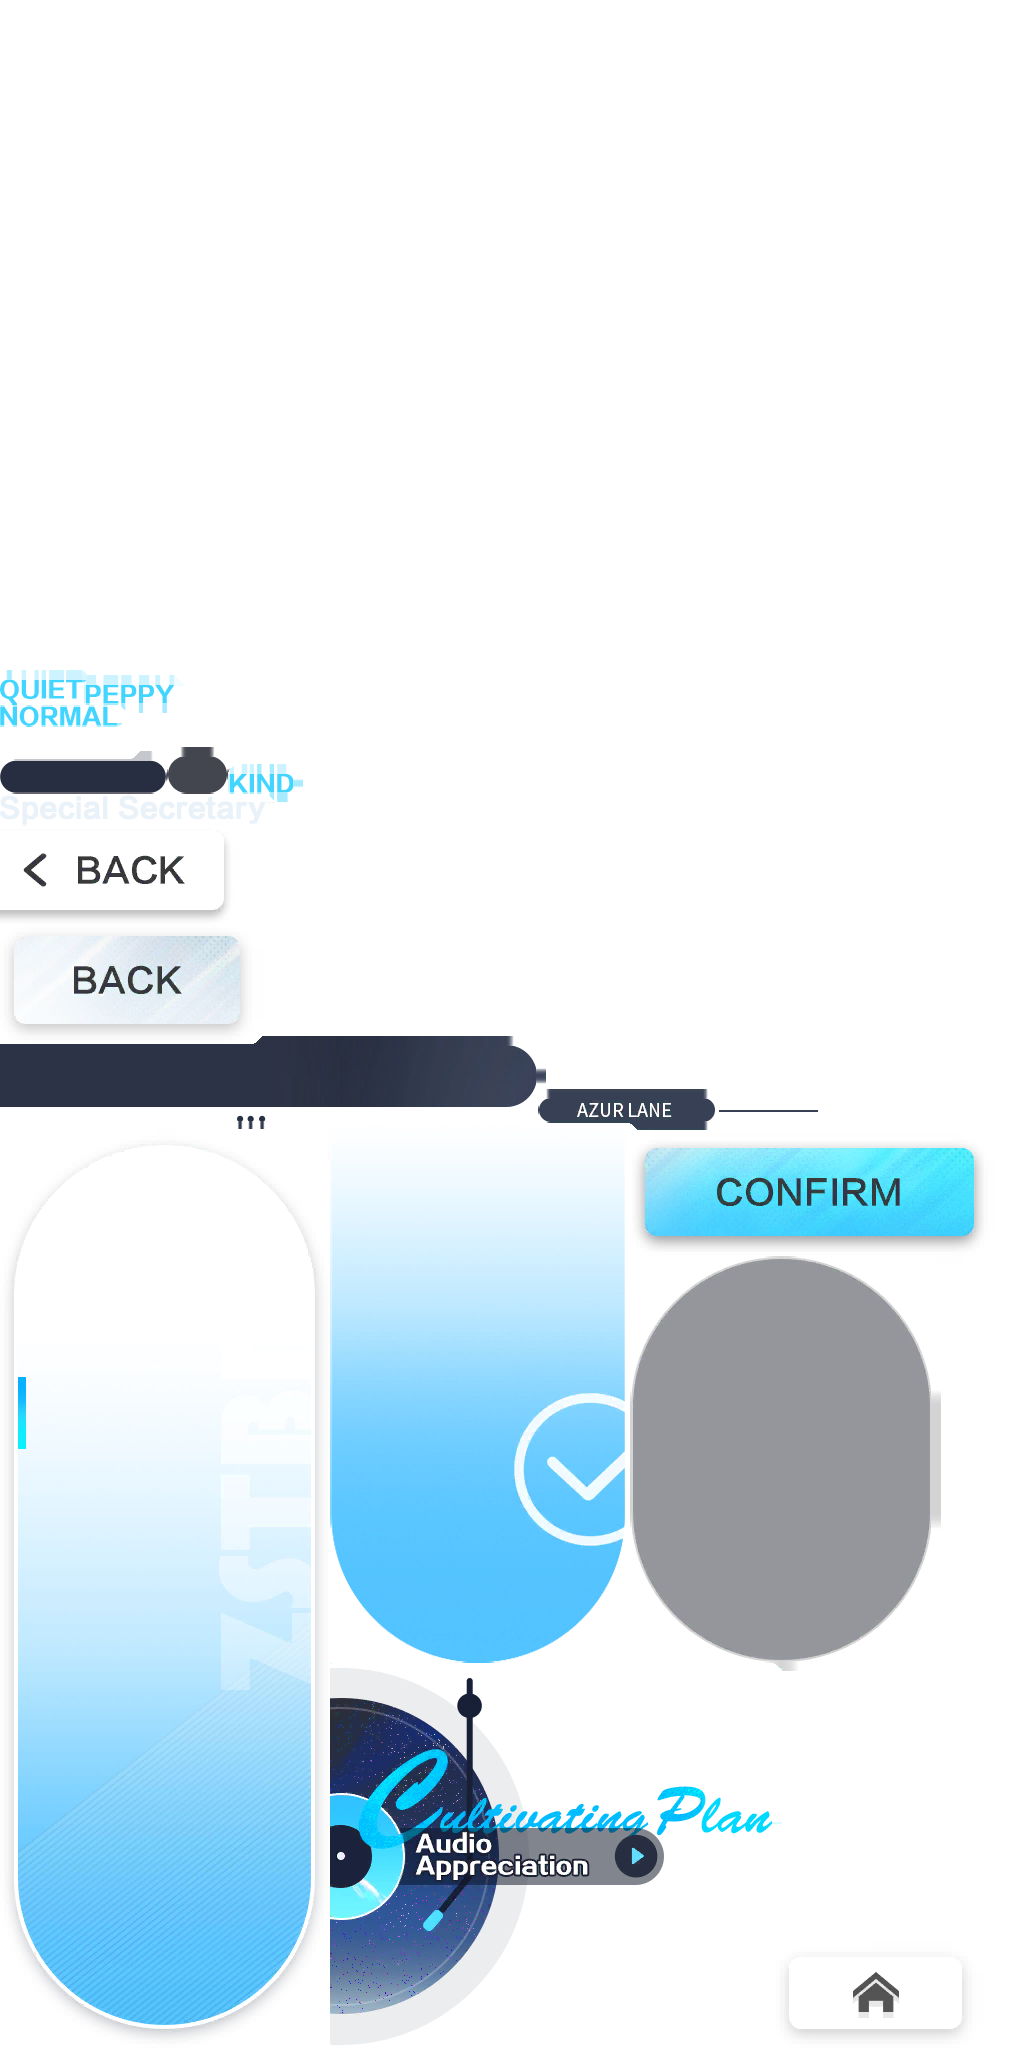 QUIET
PEPPY
NORMAL
KIND
Special Secretary
BACK
BACK
AZUR LANE
CONFIRM
ZSTB
Cultivating Plan
Audio
Appreciation